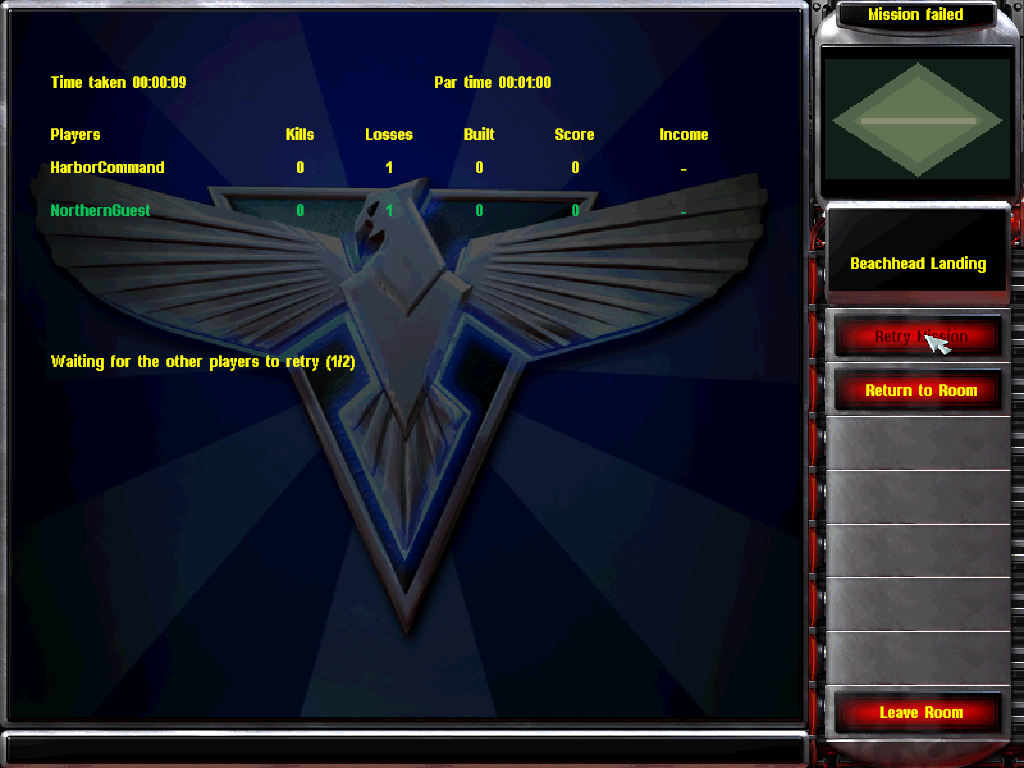 Mission failed
Time taken 00:00:09 Par time 00:01:00
Players Kills Losses Built Score Income
HarborCommand 0 1 0 0 -
NorthernGuest 0 1 0 0 -
Beachhead Landing
Retry Mission
Waiting for the other players to retry (1/2)
Return to Room
Leave Room